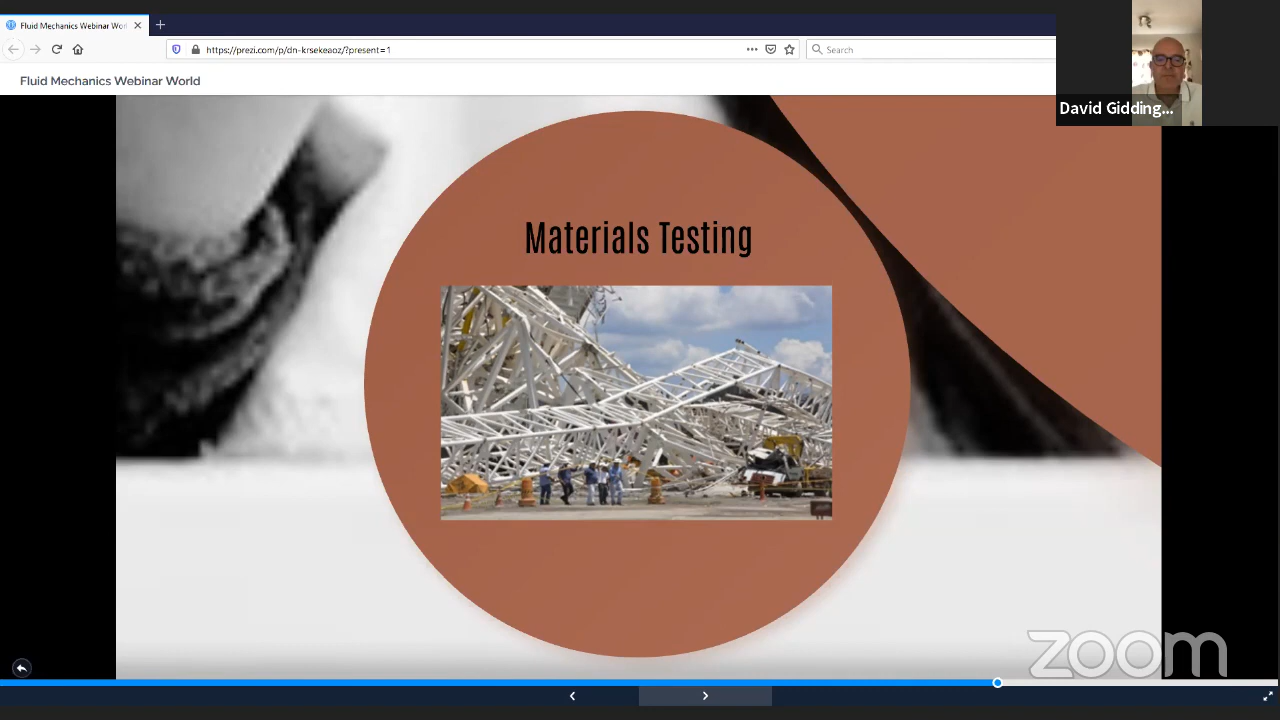 Fluid Mechanics Webinar Wor
https://prezi.com/p/dn-krsekeaoz/?present=1
Search
Fluid Mechanics Webinar World
David Gidding...
Materials Testing
zoom